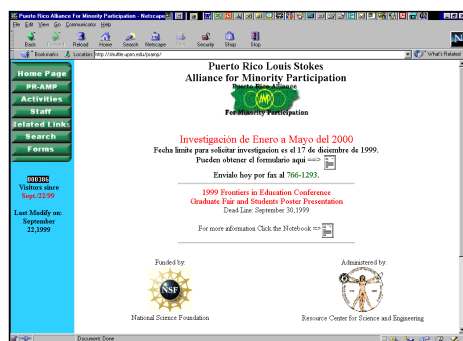 Puerto Rico Alliance For Minority Participation - Netscape
File Edit View Go Communicator Help
Back Forward Reload Home Search Netscape Print Security Shop Stop
Bookmarks Location: http://shuttle.uprm.edu/pramp/ What's Related
Home Page
PR-AMP
Activities
Staff
Related Links
Search
Forms
000306
Visitors since
Sept./22/99
Last Modify on:
September
22,1999
Puerto Rico Louis Stokes
Alliance for Minority Participation
Puerto Rico Alliance
AMP
For Minority Participation
Investigación de Enero a Mayo del 2000
Fecha limite para solicitar investigacion es el 17 de diciembre de 1999.
Pueden obtener el formulario aqui ==>
Envialo hoy por fax al 766-1293.
1999 Frontiers in Education Conference
Graduate Fair and Students Poster Presentation
Dead Line: September 30,1999
For more information Click the Notebook =>
Funded by:
NSF
National Science Foundation
Administered by:
Resource Center for Science and Engineering
Document: Done